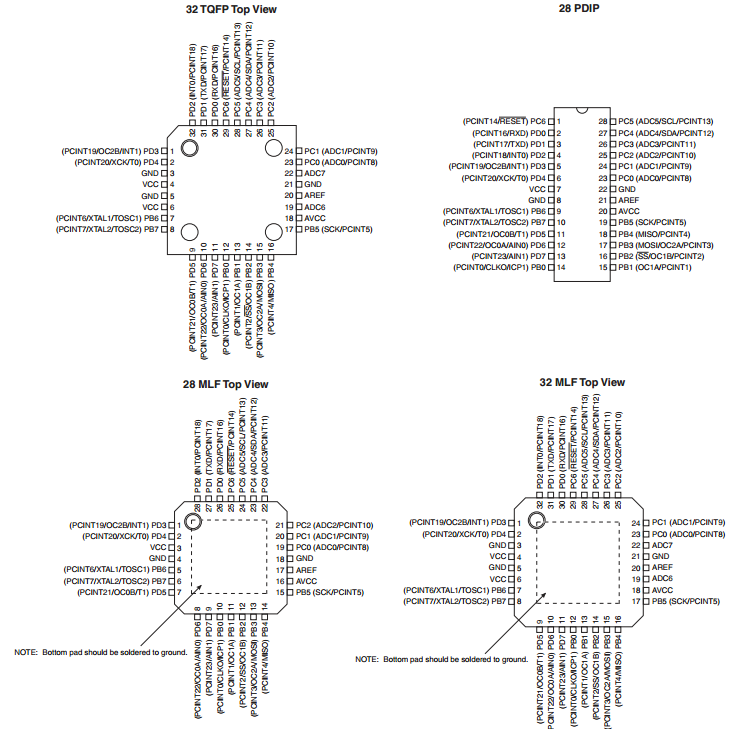 32 TQFP Top View
PD2 (INT0/PCINT18)
PD1 (TXD/PCINT17)
PD0 (RXD/PCINT16)
PC6 (RESET/PCINT14)
PC5 (ADC5/SCL/PCINT13)
PC4 (ADC4/SDA/PCINT12)
PC3 (ADC3/PCINT11)
PC2 (ADC2/PCINT10)
32 31 30 29 28 27 26 25
(PCINT19/OC2B/INT1) PD3 1
(PCINT20/XCK/T0) PD4 2
GND 3
VCC 4
GND 5
VCC 6
(PCINT6/XTAL1/TOSC1) PB6 7
(PCINT7/XTAL2/TOSC2) PB7 8
24 PC1 (ADC1/PCINT9)
23 PC0 (ADC0/PCINT8)
22 ADC7
21 GND
20 AREF
19 ADC6
18 AVCC
17 PB5 (SCK/PCINT5)
9 10 11 12 13 14 15 16
(PCINT21/OC0B/T1) PD5
(PCINT22/OC0A/AIN0) PD6
(PCINT23/AIN1) PD7
(PCINT0/CLKO/ICP1) PB0
(PCINT1/OC1A) PB1
(PCINT2/SS/OC1B) PB2
(PCINT3/OC2A/MOSI) PB3
(PCINT4/MISO) PB4
28 PDIP
(PCINT14/RESET) PC6 1
(PCINT16/RXD) PD0 2
(PCINT17/TXD) PD1 3
(PCINT18/INT0) PD2 4
(PCINT19/OC2B/INT1) PD3 5
(PCINT20/XCK/T0) PD4 6
VCC 7
GND 8
(PCINT6/XTAL1/TOSC1) PB6 9
(PCINT7/XTAL2/TOSC2) PB7 10
(PCINT21/OC0B/T1) PD5 11
(PCINT22/OC0A/AIN0) PD6 12
(PCINT23/AIN1) PD7 13
(PCINT0/CLKO/ICP1) PB0 14
28 PC5 (ADC5/SCL/PCINT13)
27 PC4 (ADC4/SDA/PCINT12)
26 PC3 (ADC3/PCINT11)
25 PC2 (ADC2/PCINT10)
24 PC1 (ADC1/PCINT9)
23 PC0 (ADC0/PCINT8)
22 GND
21 AREF
20 AVCC
19 PB5 (SCK/PCINT5)
18 PB4 (MISO/PCINT4)
17 PB3 (MOSI/OC2A/PCINT3)
16 PB2 (SS/OC1B/PCINT2)
15 PB1 (OC1A/PCINT1)
28 MLF Top View
PD2 (INT0/PCINT18)
PD1 (TXD/PCINT17)
PD0 (RXD/PCINT16)
PC6 (RESET/PCINT14)
PC5 (ADC5/SCL/PCINT13)
PC4 (ADC4/SDA/PCINT12)
PC3 (ADC3/PCINT11)
28 27 26 25 24 23 22
(PCINT19/OC2B/INT1) PD3 1
(PCINT20/XCK/T0) PD4 2
VCC 3
GND 4
(PCINT6/XTAL1/TOSC1) PB6 5
(PCINT7/XTAL2/TOSC2) PB7 6
(PCINT21/OC0B/T1) PD5 7
21 PC2 (ADC2/PCINT10)
20 PC1 (ADC1/PCINT9)
19 PC0 (ADC0/PCINT8)
18 GND
17 AREF
16 AVCC
15 PB5 (SCK/PCINT5)
8 9 10 11 12 13 14
(PCINT22/OC0A/AIN0) PD6
(PCINT23/AIN1) PD7
(PCINT0/CLKO/ICP1) PB0
(PCINT1/OC1A) PB1
(PCINT2/SS/OC1B) PB2
(PCINT3/OC2A/MOSI) PB3
(PCINT4/MISO) PB4
NOTE: Bottom pad should be soldered to ground.
32 MLF Top View
PD2 (INT0/PCINT18)
PD1 (TXD/PCINT17)
PD0 (RXD/PCINT16)
PC6 (RESET/PCINT14)
PC5 (ADC5/SCL/PCINT13)
PC4 (ADC4/SDA/PCINT12)
PC3 (ADC3/PCINT11)
PC2 (ADC2/PCINT10)
32 31 30 29 28 27 26 25
(PCINT19/OC2B/INT1) PD3 1
(PCINT20/XCK/T0) PD4 2
GND 3
VCC 4
GND 5
VCC 6
(PCINT6/XTAL1/TOSC1) PB6 7
(PCINT7/XTAL2/TOSC2) PB7 8
24 PC1 (ADC1/PCINT9)
23 PC0 (ADC0/PCINT8)
22 ADC7
21 GND
20 AREF
19 ADC6
18 AVCC
17 PB5 (SCK/PCINT5)
9 10 11 12 13 14 15 16
(PCINT21/OC0B/T1) PD5
(PCINT22/OC0A/AIN0) PD6
(PCINT23/AIN1) PD7
(PCINT0/CLKO/ICP1) PB0
(PCINT1/OC1A) PB1
(PCINT2/SS/OC1B) PB2
(PCINT3/OC2A/MOSI) PB3
(PCINT4/MISO) PB4
NOTE: Bottom pad should be soldered to ground.